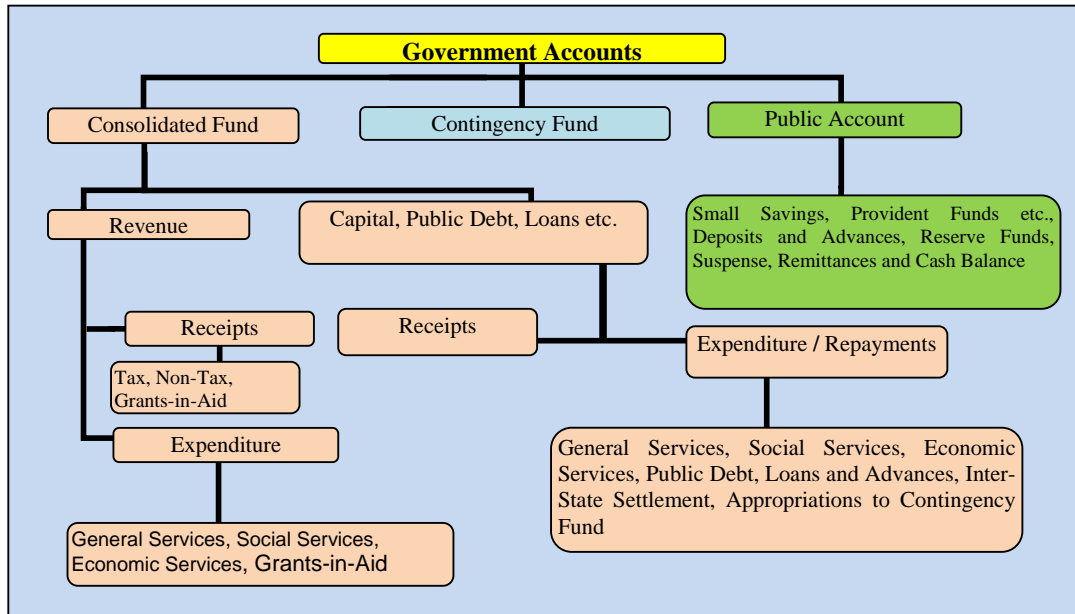 Government Accounts
Consolidated Fund
Contingency Fund
Public Account
Revenue
Capital, Public Debt, Loans etc.
Small Savings, Provident Funds etc.,
Deposits and Advances, Reserve Funds,
Suspense, Remittances and Cash Balance
Receipts
Receipts
Expenditure / Repayments
Tax, Non-Tax,
Grants-in-Aid
Expenditure
General Services, Social Services, Economic
Services, Public Debt, Loans and Advances, Inter-
State Settlement, Appropriations to Contingency
Fund
General Services, Social Services,
Economic Services, Grants-in-Aid